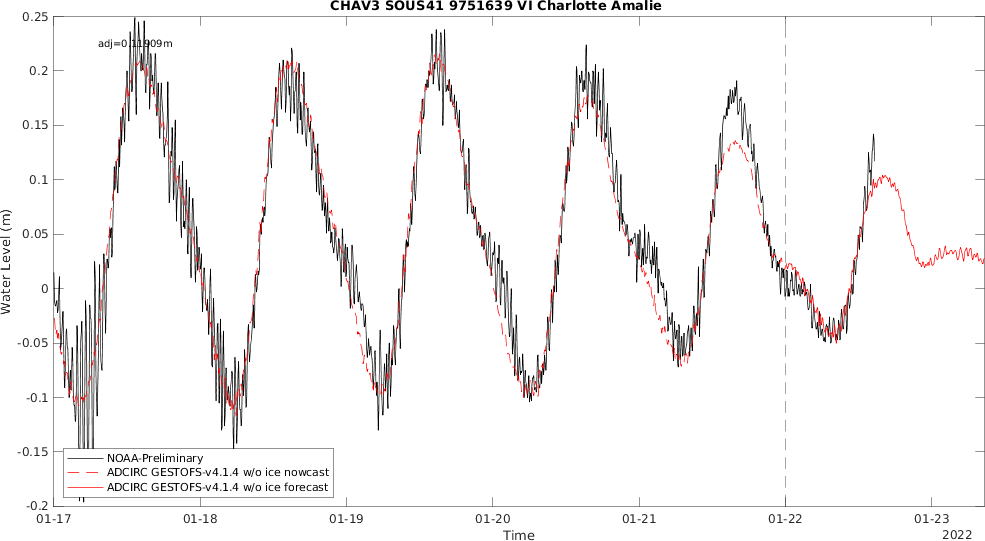 CHAV3 SOUS41 9751639 VI Charlotte Amalie
0.25
adj=0.11909m
0.2
0.15
0.1
0.05
0
-0.05
-0.1
-0.15
-0.2
Water Level (m)
NOAA-Preliminary
ADCIRC GESTOFS-v4.1.4 w/o ice nowcast
ADCIRC GESTOFS-v4.1.4 w/o ice forecast
01-17 01-18 01-19 01-20 01-21 01-22 01-23
Time
2022